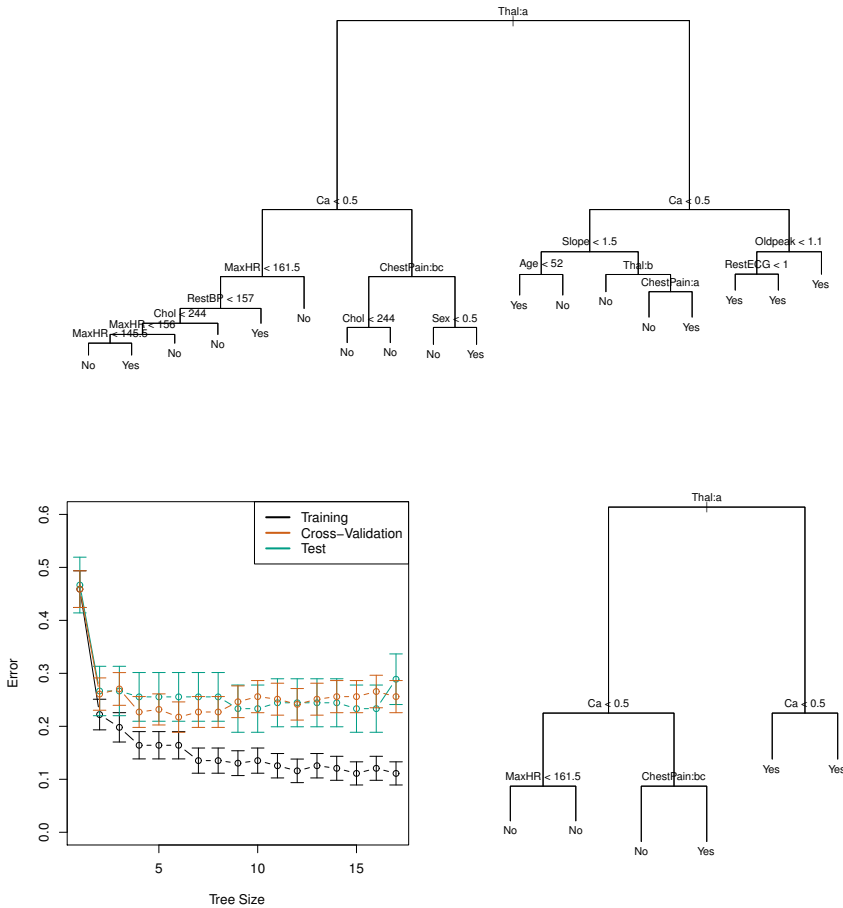 Thal:a
Ca < 0.5
Ca < 0.5
Slope < 1.5
Oldpeak < 1.1
MaxHR < 161.5
ChestPain:bc
Age < 52
Thal:b
RestECG < 1
ChestPain:a
Yes
No
No
Yes
Yes
Yes
No
Yes
RestBP < 157
No
Chol < 244
MaxHR < 156
MaxHR < 145.5
Yes
No
No
No
Yes
Chol < 244
Sex < 0.5
No
No
No
Yes
0.6
0.5
0.4
0.3
0.2
0.1
0.0
Error
Training
Cross−Validation
Test
5
10
15
Tree Size
Thal:a
Ca < 0.5
Ca < 0.5
MaxHR < 161.5
ChestPain:bc
Yes
Yes
No
No
No
Yes